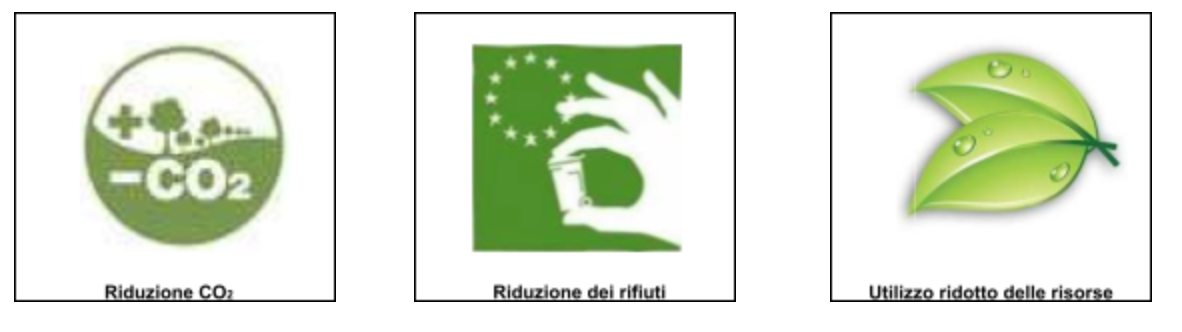 +
-CO2
Riduzione CO2
Riduzione dei rifiuti
Utilizzo ridotto delle risorse